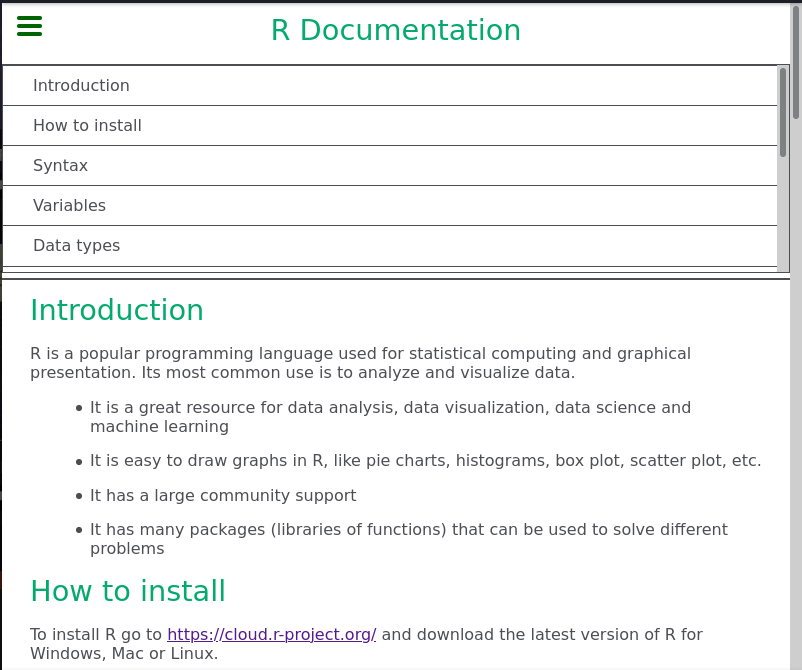 R Documentation
Introduction
How to install
Syntax
Variables
Data types
Introduction
R is a popular programming language used for statistical computing and graphical
presentation. Its most common use is to analyze and visualize data.
It is a great resource for data analysis, data visualization, data science and
machine learning
It is easy to draw graphs in R, like pie charts, histograms, box plot, scatter plot, etc.
It has a large community support
It has many packages (libraries of functions) that can be used to solve different
problems
How to install
To install R go to https://cloud.r-project.org/ and download the latest version of R for
Windows, Mac or Linux.